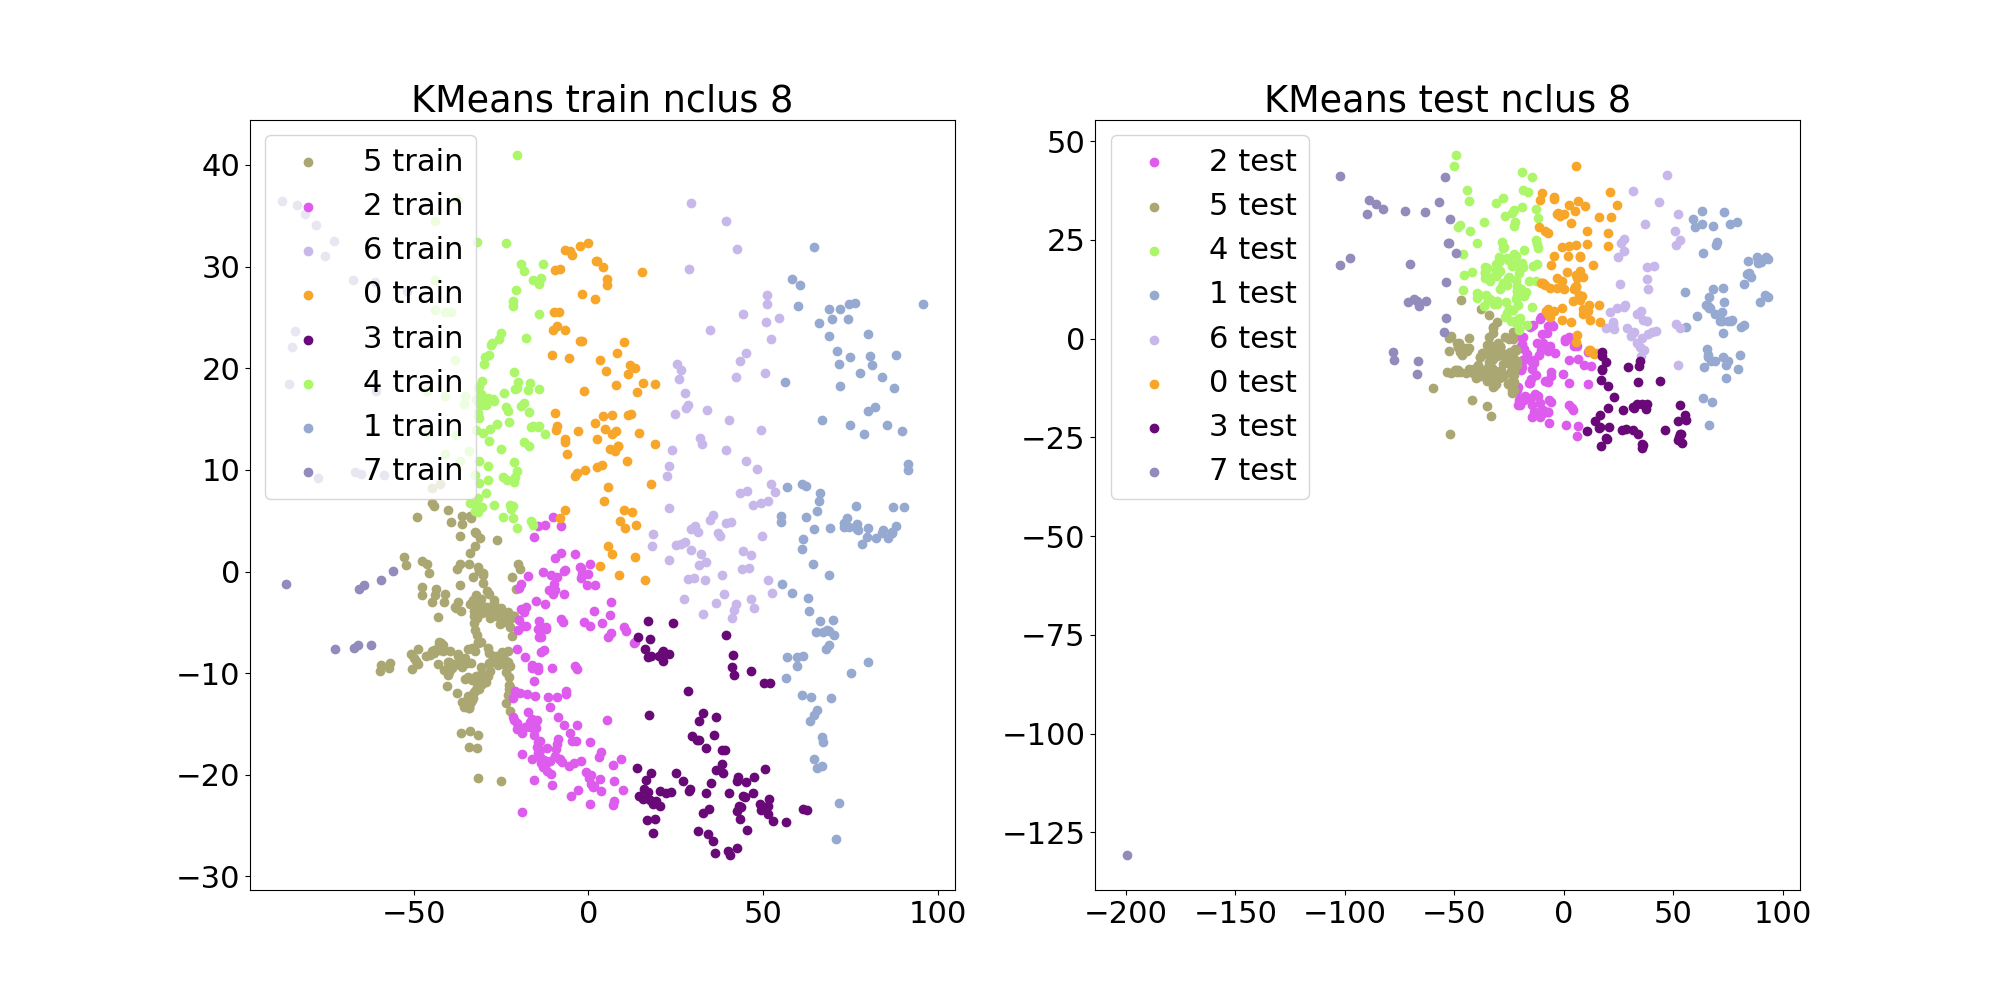 KMeans train nclus 8
40
30
20
10
0
−10
−20
−30
−50
0
50
100
5 train
2 train
6 train
0 train
3 train
4 train
1 train
7 train
KMeans test nclus 8
50
25
0
−25
−50
−75
−100
−125
−200
−150
−100
−50
0
50
100
2 test
5 test
4 test
1 test
6 test
0 test
3 test
7 test